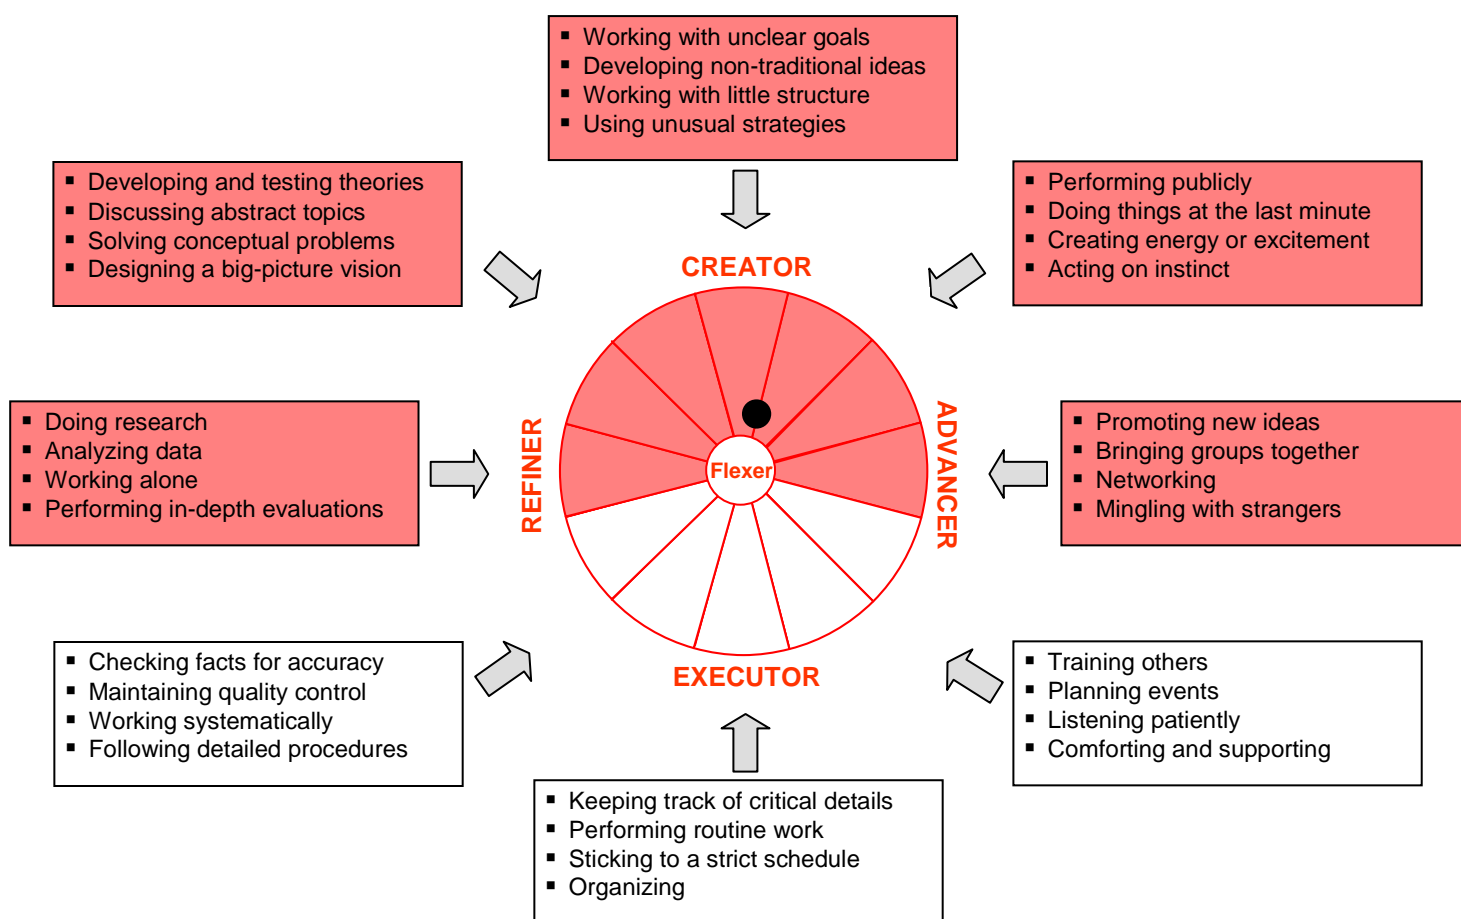 ▪ Working with unclear goals
▪ Developing non-traditional ideas
▪ Working with little structure
▪ Using unusual strategies
▪ Developing and testing theories
▪ Discussing abstract topics
▪ Solving conceptual problems
▪ Designing a big-picture vision
▪ Performing publicly
▪ Doing things at the last minute
▪ Creating energy or excitement
▪ Acting on instinct
CREATOR
▪ Doing research
▪ Analyzing data
▪ Working alone
▪ Performing in-depth evaluations
REFINER
Flexer
ADVANCER
▪ Promoting new ideas
▪ Bringing groups together
▪ Networking
▪ Mingling with strangers
▪ Checking facts for accuracy
▪ Maintaining quality control
▪ Working systematically
▪ Following detailed procedures
EXECUTOR
▪ Training others
▪ Planning events
▪ Listening patiently
▪ Comforting and supporting
▪ Keeping track of critical details
▪ Performing routine work
▪ Sticking to a strict schedule
▪ Organizing